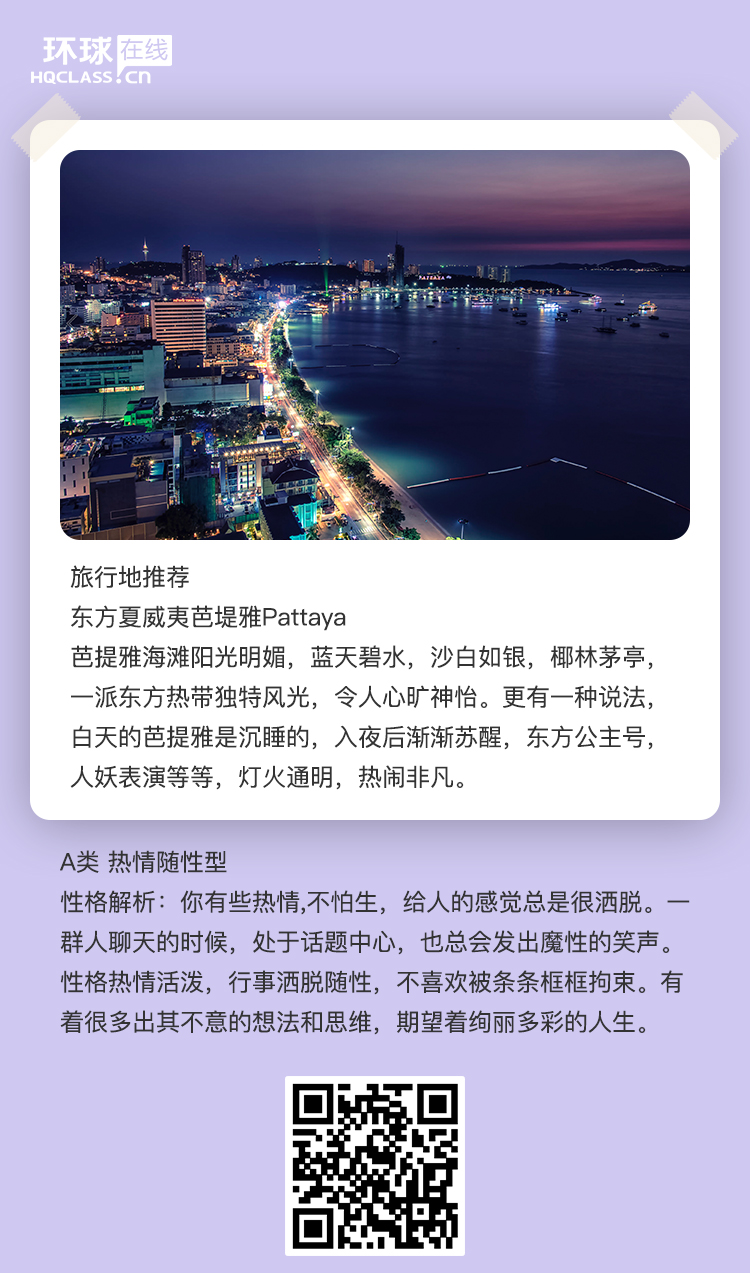 环球在线
HQCLASS.cn
PATTAYA
旅行地推荐
东方夏威夷芭堤雅Pattaya
芭提雅海滩阳光明媚，蓝天碧水，沙白如银，椰林茅亭，
一派东方热带独特风光，令人心旷神怡。更有一种说法，
白天的芭提雅是沉睡的，入夜后渐渐苏醒，东方公主号，
人妖表演等等，灯火通明，热闹非凡。
A类 热情随性型
性格解析：你有些热情,不怕生，给人的感觉总是很洒脱。一
群人聊天的时候，处于话题中心，也总会发出魔性的笑声。
性格热情活泼，行事洒脱随性，不喜欢被条条框框拘束。有
着很多出其不意的想法和思维，期望着绚丽多彩的人生。